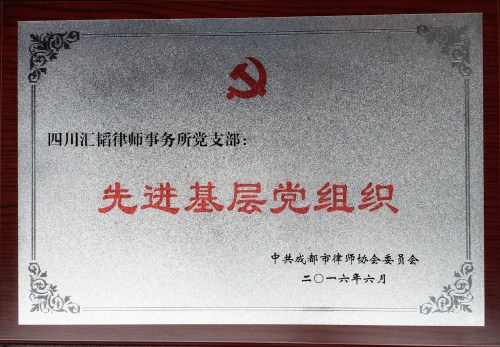 四川汇韬律师事务所党支部：
先进基层党组织
中共成都市律师协会委员会
二〇一六年六月